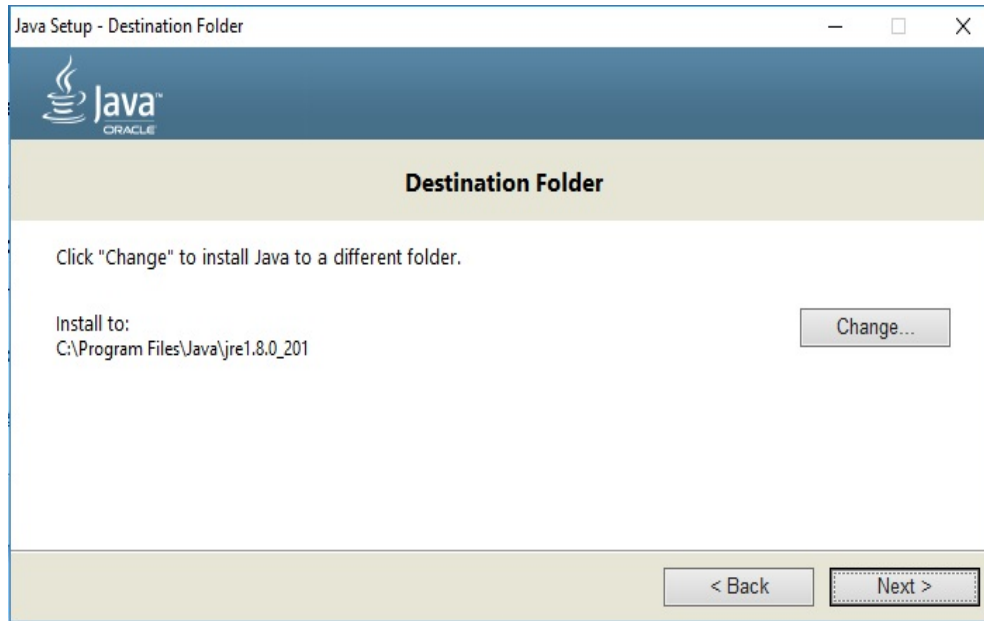 Java Setup - Destination Folder
Java™
ORACLE
Destination Folder
Click "Change" to install Java to a different folder.
Install to:
C:\Program Files\Java\jre1.8.0_201
Change...
< Back
Next >